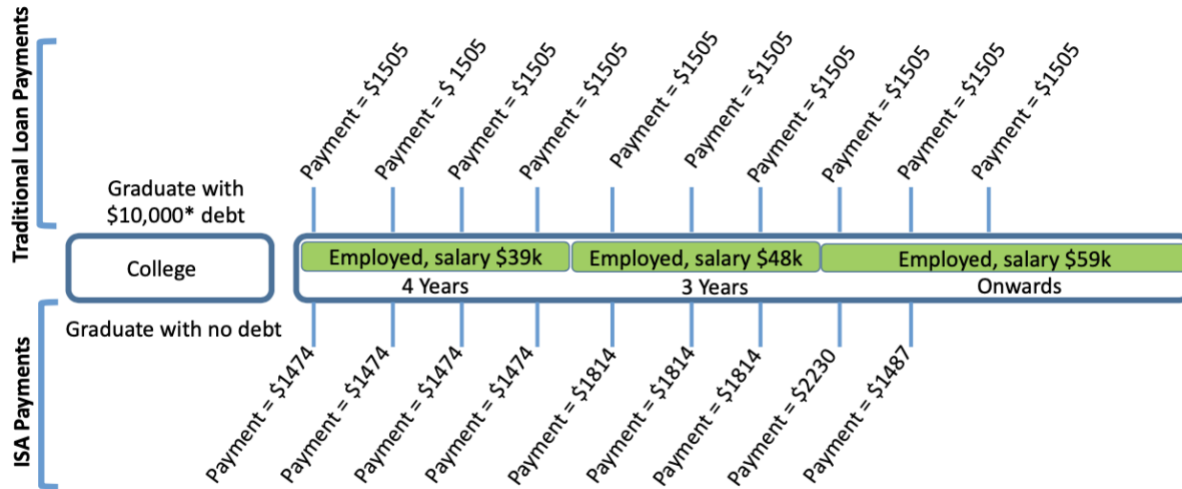 Traditional Loan Payments
Payment = $1505
Payment = $ 1505
Payment = $1505
Payment = $1505
Payment = $1505
Payment = $1505
Payment = $1505
Payment = $1505
Payment = $1505
Payment = $1505
Graduate with
$10,000* debt
College
Employed, salary $39k
Employed, salary $48k
Employed, salary $59k
4 Years
3 Years
Onwards
Graduate with no debt
ISA Payments
Payment = $1474
Payment = $1474
Payment = $1474
Payment = $1474
Payment = $1814
Payment = $1814
Payment = $1814
Payment = $2230
Payment = $1487